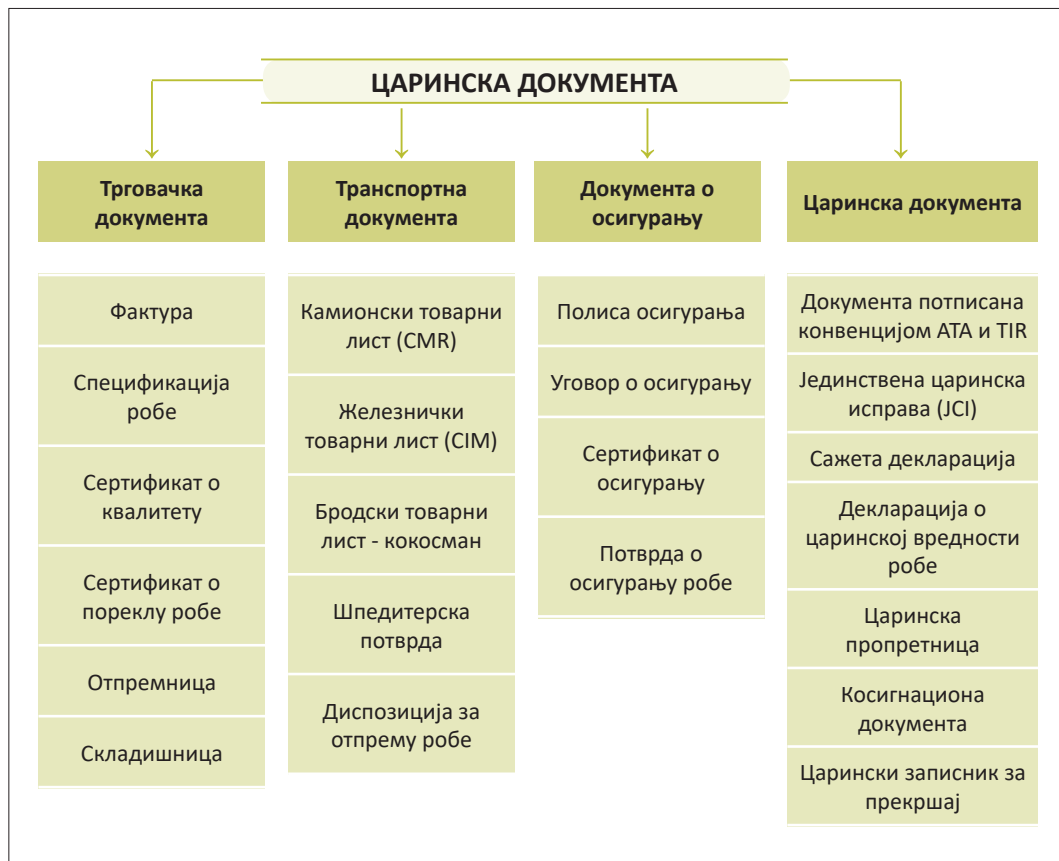 ЦАРИНСКА ДОКУМЕНТА
Трговачка
документа
Фактура
Спецификација
робе
Сертификат о
квалитету
Сертификат о
пореклу робе
Отпремница
Складишница
Транспортна
документа
Камионски товарни
лист (CMR)
Железнички
товарни лист (CIM)
Бродски товарни
лист - кокосман
Шпедитерска
потврда
Диспозиција за
отпрему робе
Документа о
осигурању
Полиса осигурања
Уговор о осигурању
Сертификат о
осигурању
Потврда о
осигурању робе
Царинска документа
Документа потписана
конвенцијом ATA и TIR
Јединствена царинска
исправа (JCI)
Сажета декларација
Декларација о
царинској вредности
робе
Царинска
пропретница
Косигнациона
документа
Царински записник за
прекршај